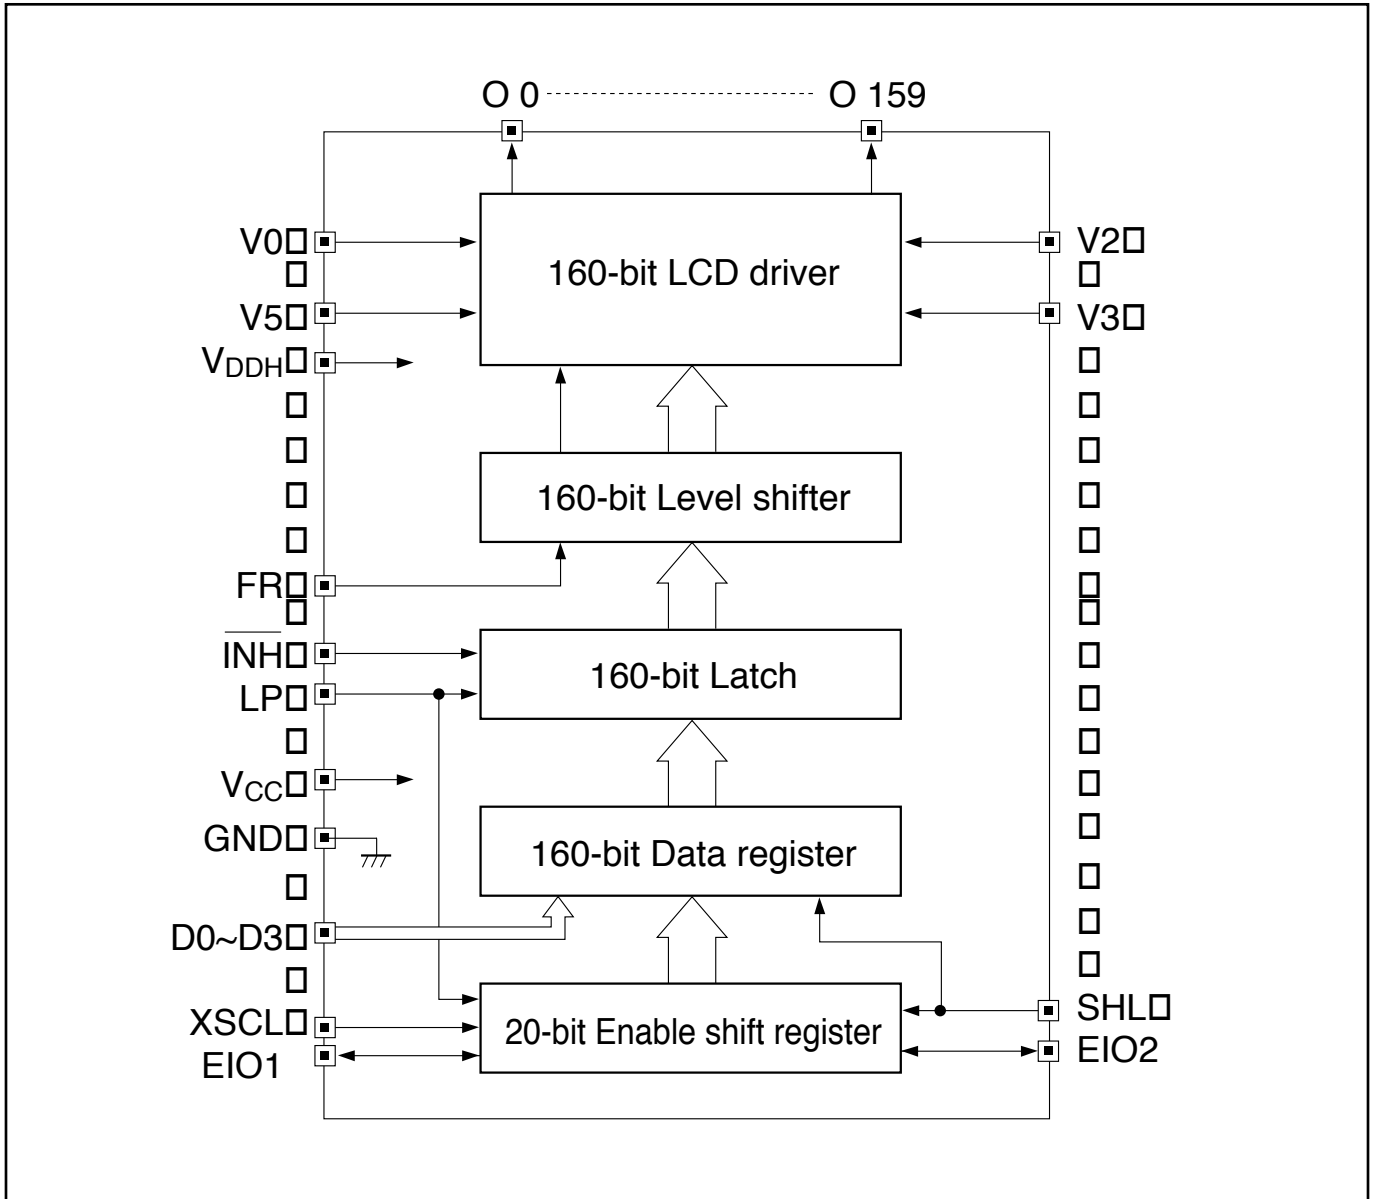 O 0 O 159
V0 V2
160-bit LCD driver
V5 V3
VDDH
160-bit Level shifter
FR
INH
160-bit Latch
LP
VCC
GND
160-bit Data register
D0~D3
XSCL SHL
20-bit Enable shift register
EIO1 EIO2